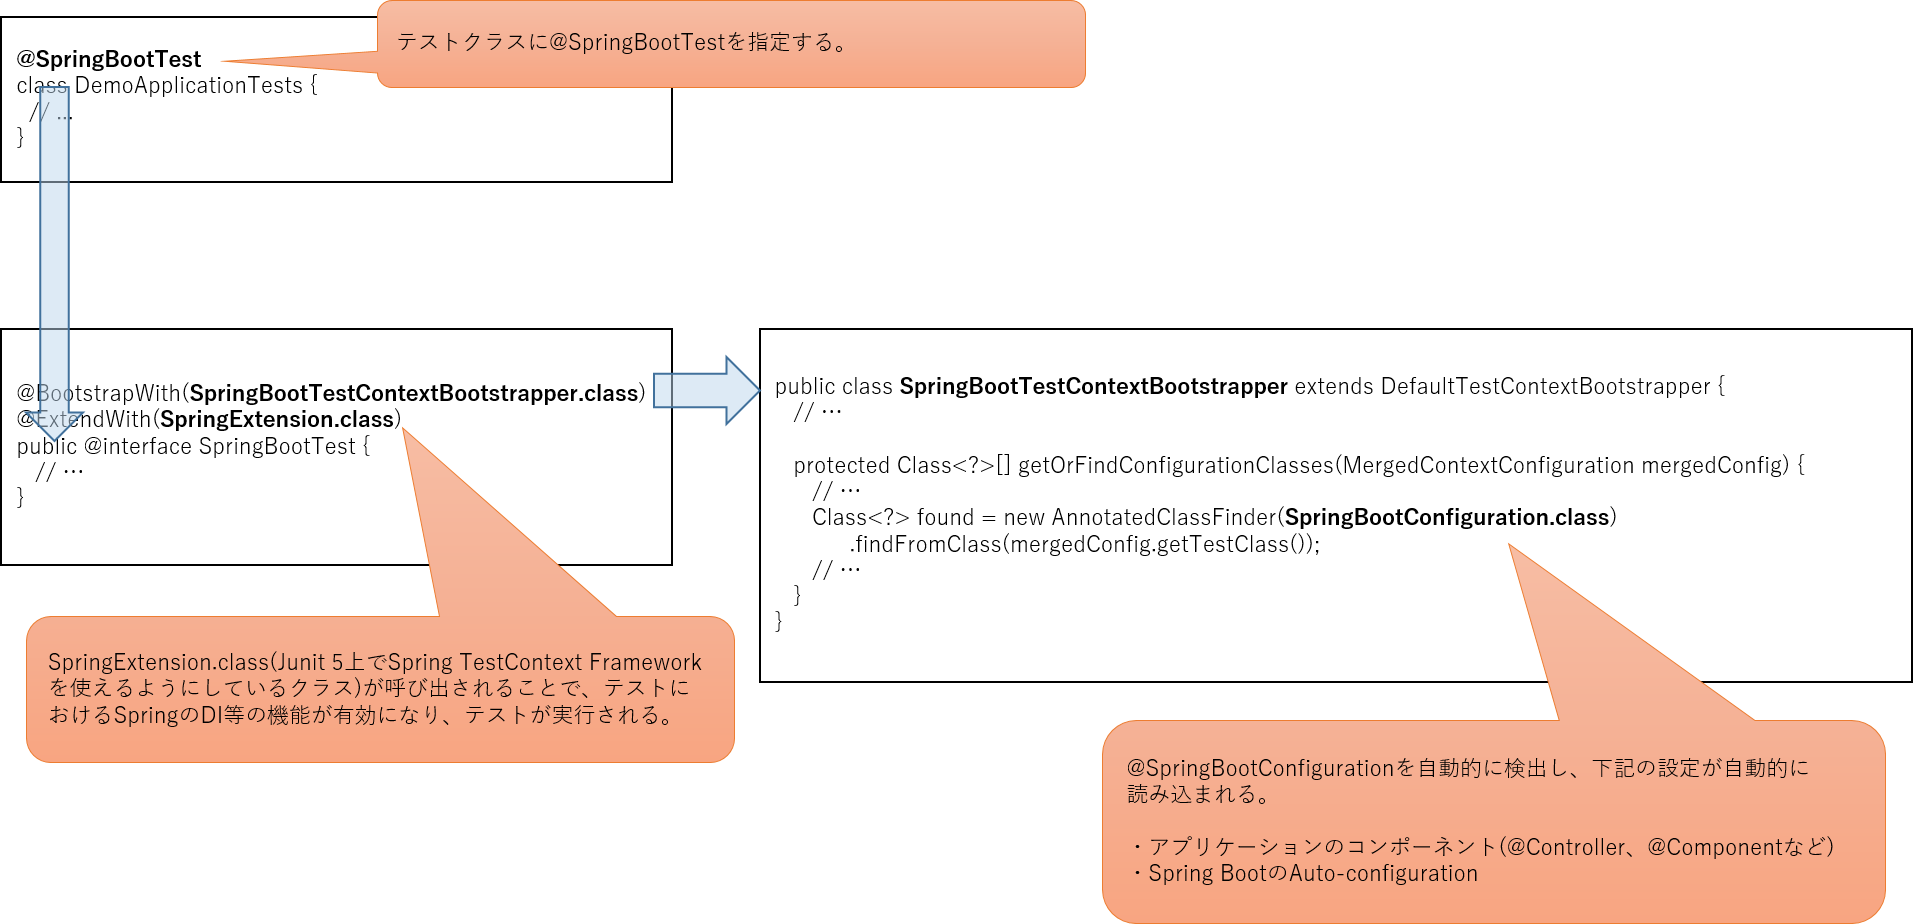 テストクラスに@SpringBootTestを指定する。
@SpringBootTest
class DemoApplicationTests {
// ...
}
@BootstrapWith(SpringBootTestContextBootstrapper.class)
@ExtendWith(SpringExtension.class)
public @interface SpringBootTest {
// …
}
public class SpringBootTestContextBootstrapper extends DefaultTestContextBootstrapper {
// …
protected Class<?>[] getOrFindConfigurationClasses(MergedContextConfiguration mergedConfig) {
// …
Class<?> found = new AnnotatedClassFinder(SpringBootConfiguration.class)
.findFromClass(mergedConfig.getTestClass());
// …
}
}
SpringExtension.class(Junit 5上でSpring TestContext Framework
を使えるようにしているクラス)が呼び出されることで、テストに
おけるSpringのDI等の機能が有効になり、テストが実行される。
@SpringBootConfigurationを自動的に検出し、下記の設定が自動的に
読み込まれる。
・アプリケーションのコンポーネント(@Controller、@Componentなど)
・Spring BootのAuto-configuration